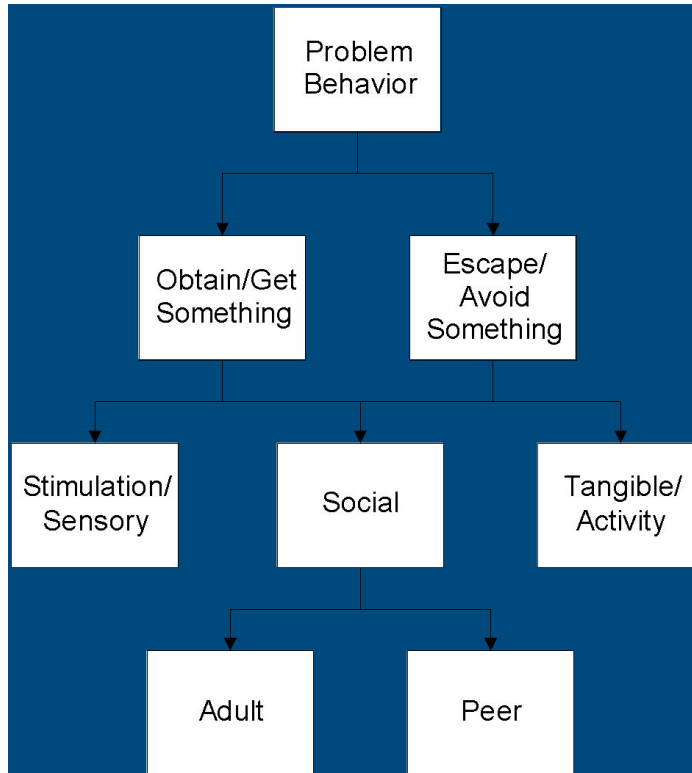 Problem
Behavior
Obtain/Get
Something
Escape/
Avoid
Something
Stimulation/
Sensory
Social
Tangible/
Activity
Adult
Peer